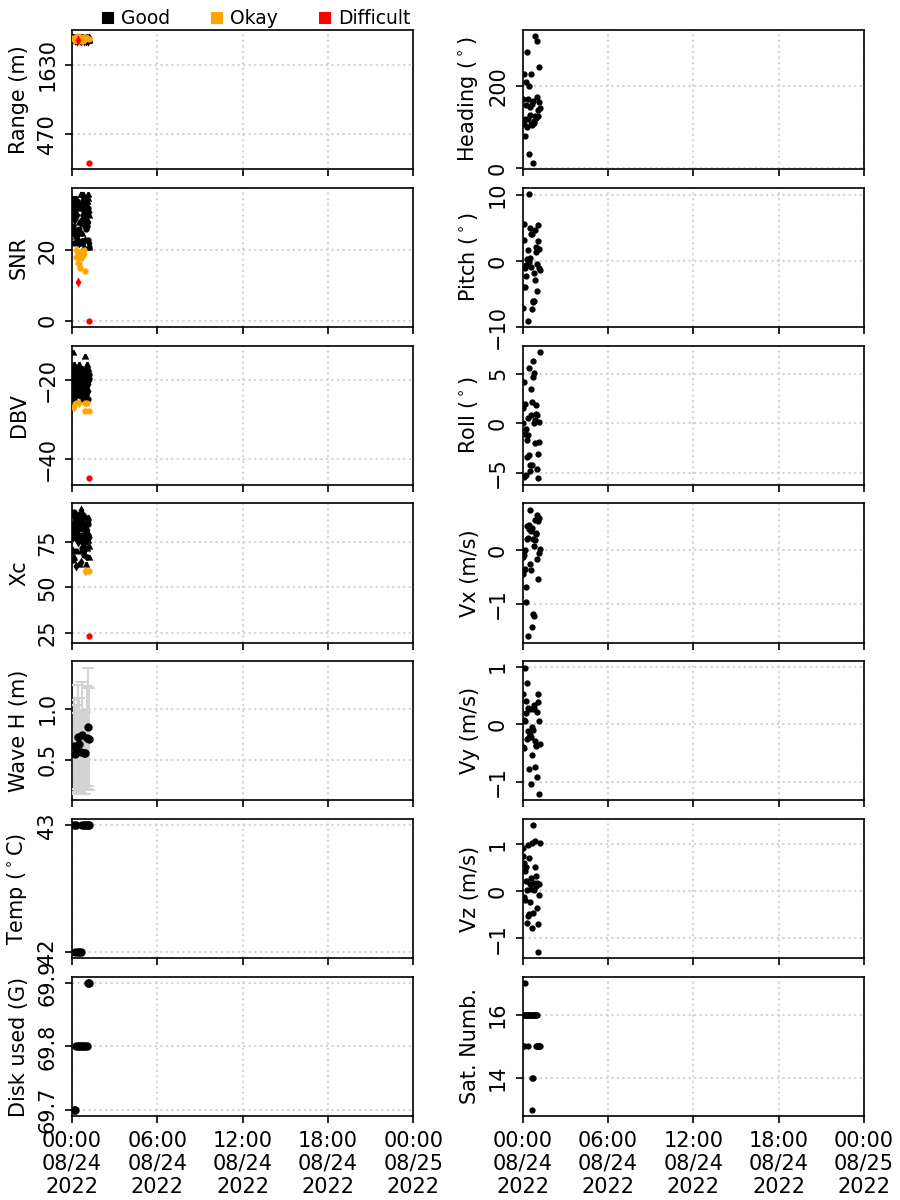 Good Okay Difficult
Range (m)
1630
470
Heading (°)
200
0
SNR
20
0
Pitch (°)
10
0
−10
DBV
−20
−40
Roll (°)
5
0
−5
Xc
75
50
25
Vx (m/s)
0
−1
Wave H (m)
1.0
0.5
Vy (m/s)
1
0
−1
Temp (°C)
43
42
Vz (m/s)
1
0
−1
Disk used (G)
69.9
69.8
69.7
Sat. Numb.
16
14
00:00 06:00 12:00 18:00 00:00
08/24 08/24 08/24 08/24 08/25
2022 2022 2022 2022 2022
00:00 06:00 12:00 18:00 00:00
08/24 08/24 08/24 08/24 08/25
2022 2022 2022 2022 2022